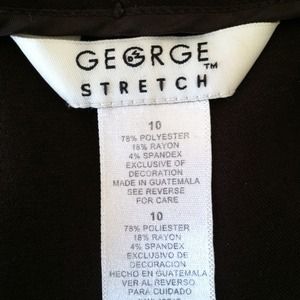 GEORGE™
STRETCH
10
78% POLYESTER
18% RAYON
4% SPANDEX
EXCLUSIVE OF
DECORATION
MADE IN GUATEMALA
SEE REVERSE
FOR CARE
10
78% POLIESTER
18% RAYON
4% SPANDEX
EXCLUSIVO DE
DECORACION
HECHO EN GUATEMALA
VER AL REVERSO
PARA CUIDADO